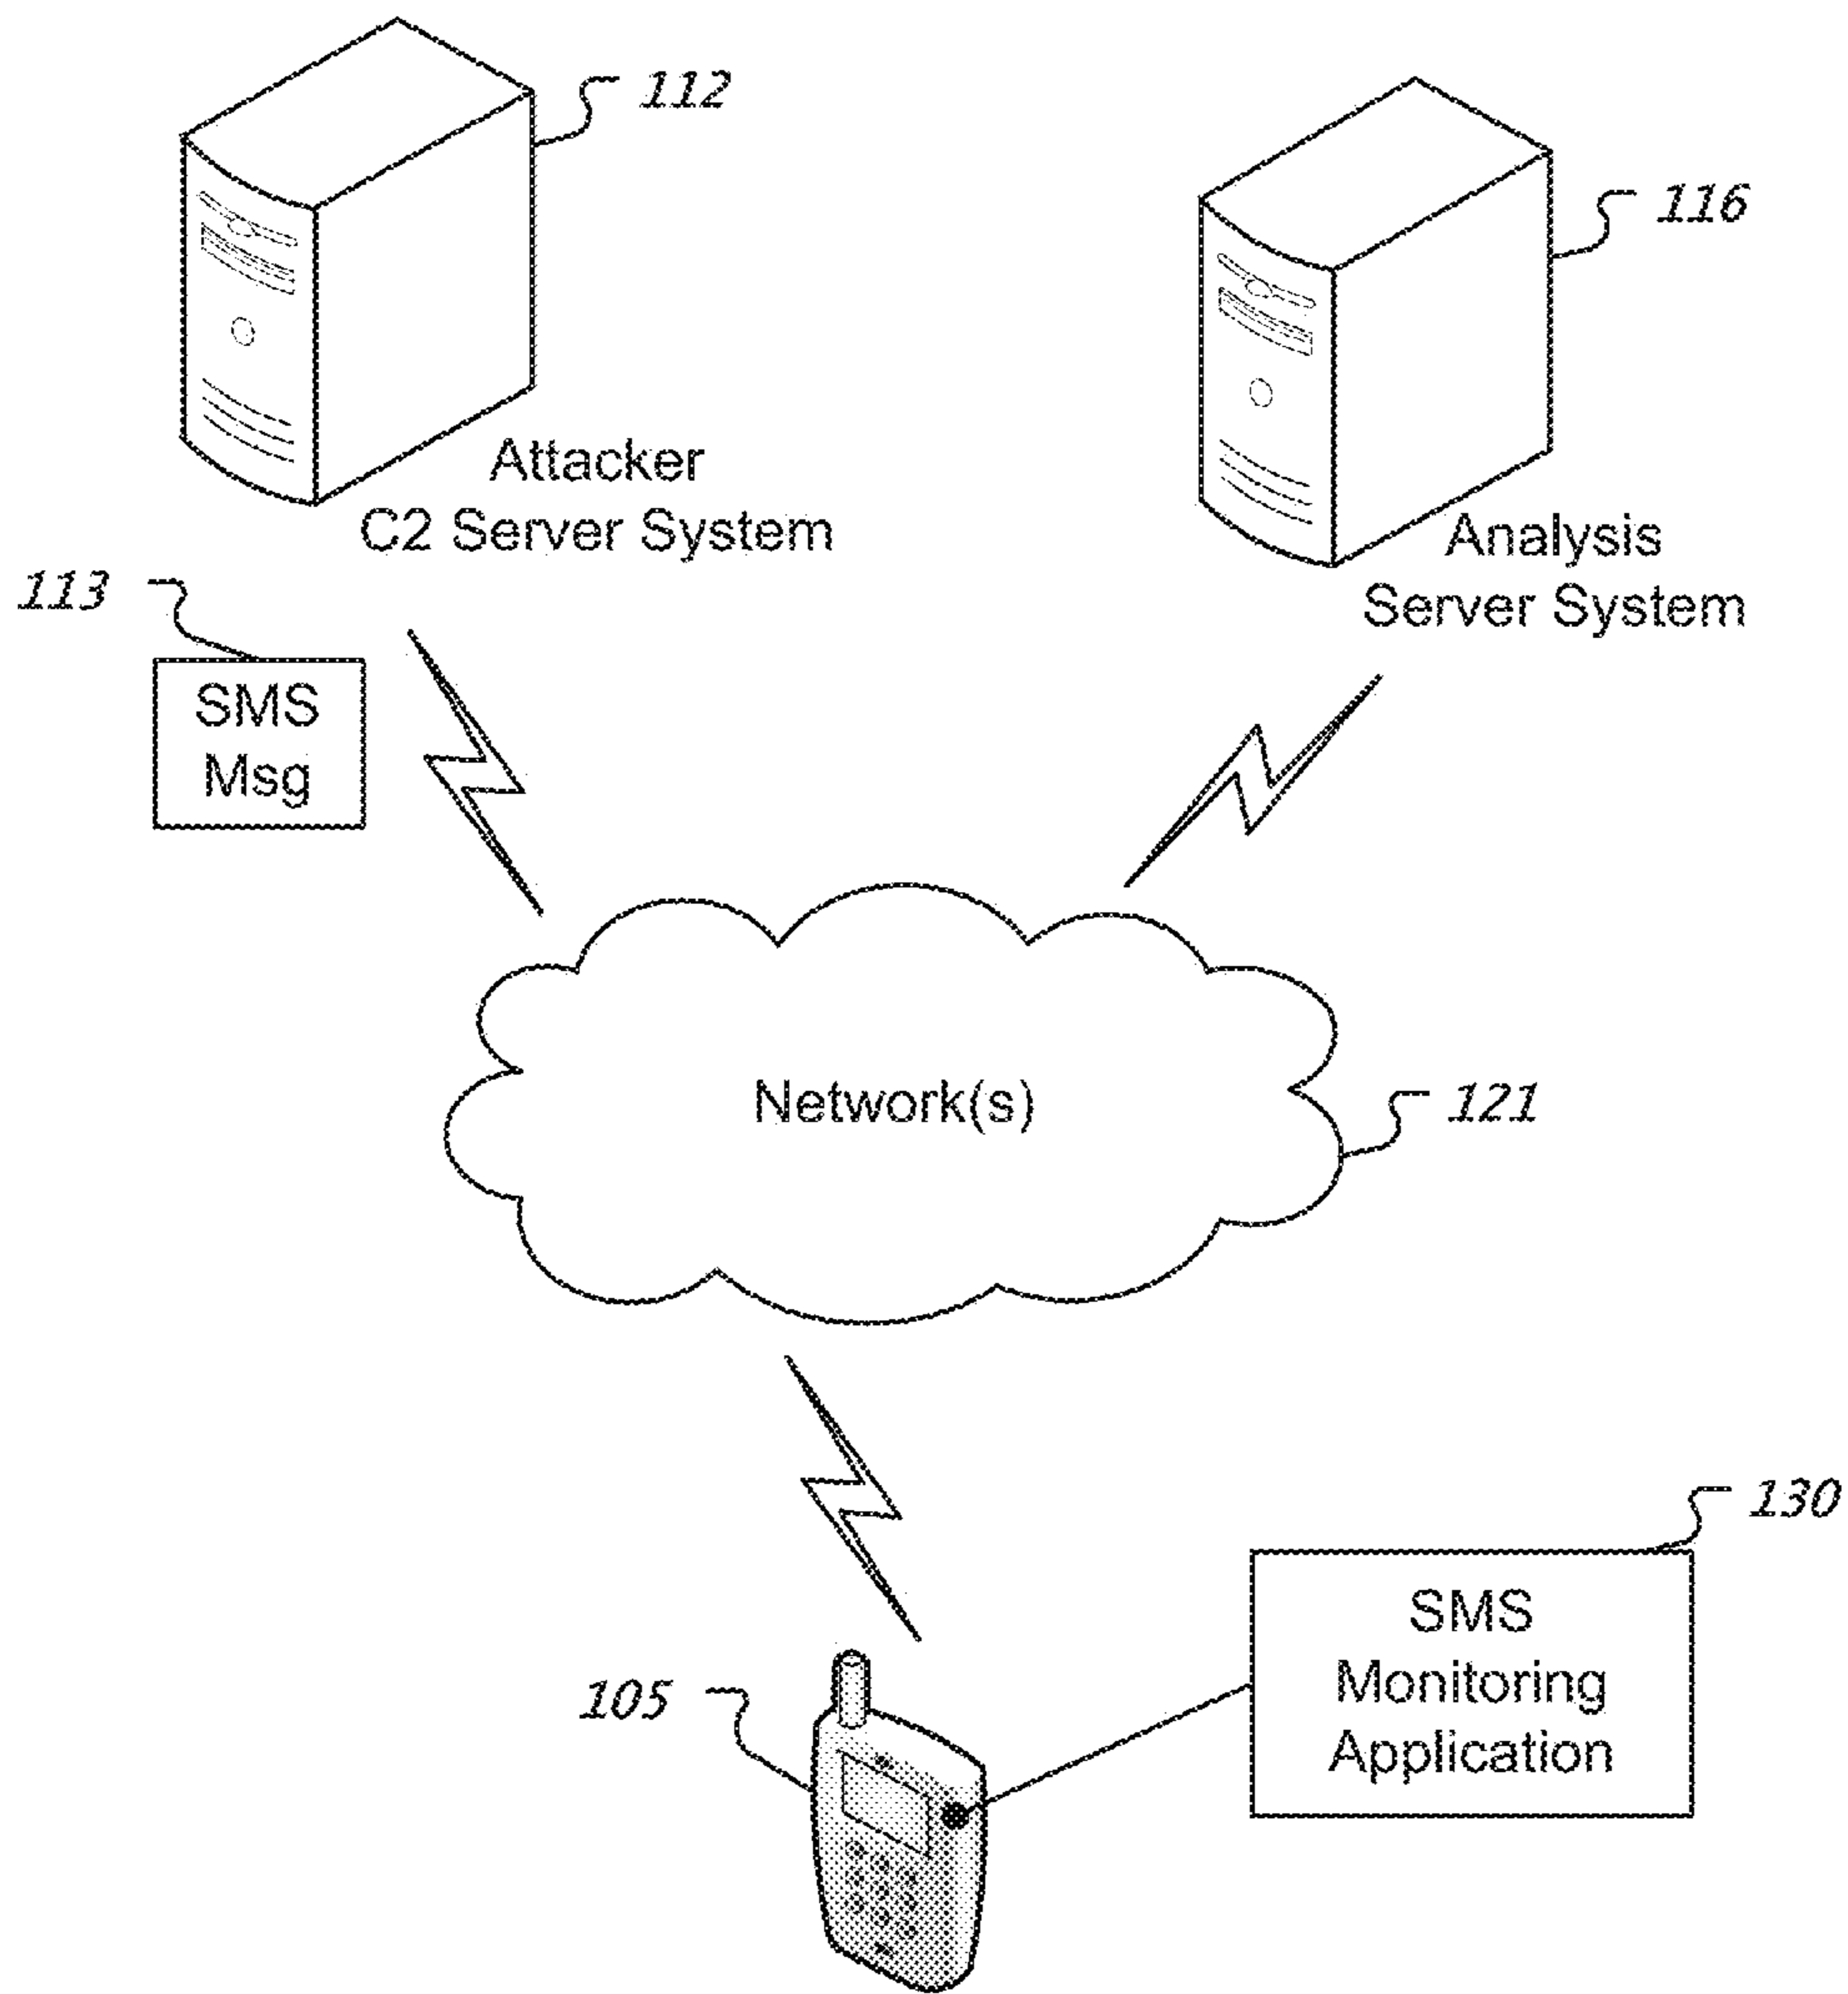 112
116
Attacker
C2 Server System
Analysis
Server System
113
SMS
Msg
Network(s)
121
130
SMS
Monitoring
Application
105